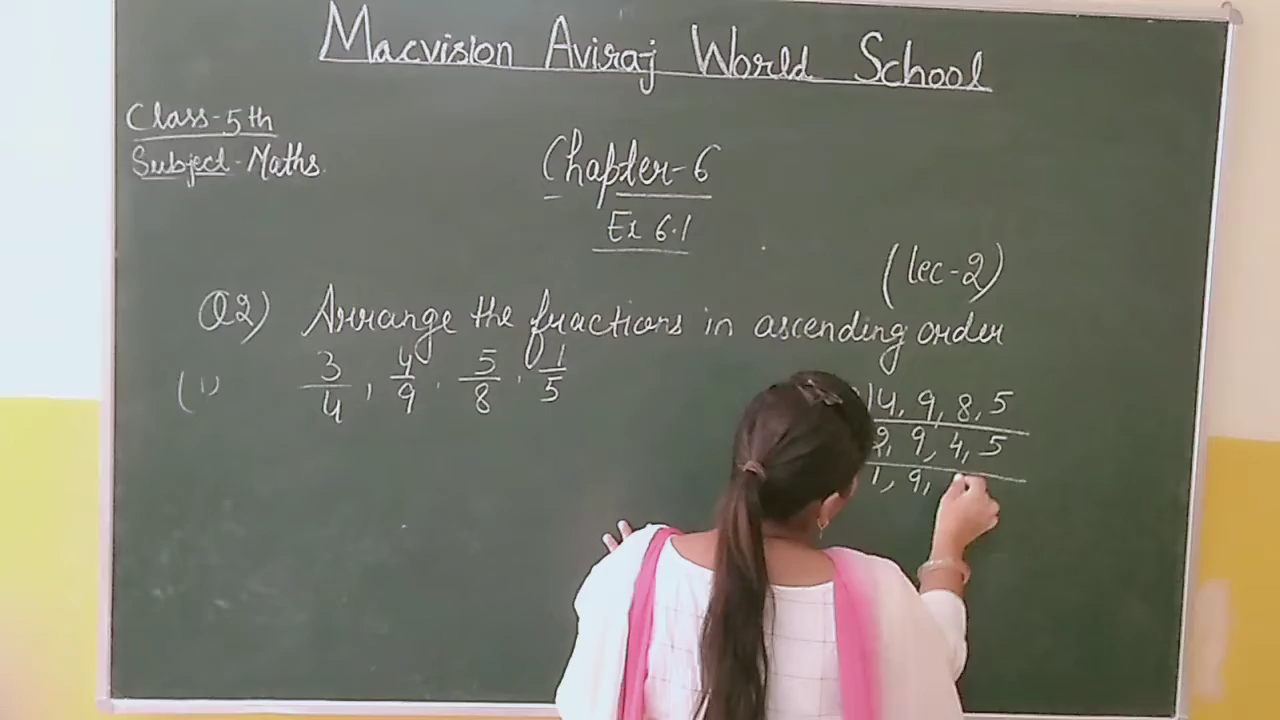 Macvision Aviraj World School
Class-5th
Subject-Maths.
Chapter-6
Ex 6.1
(lec-2)
Q2) Arrange the fractions in ascending order
(i) 3/4, 4/9, 5/8, 1/5
4, 9, 8, 5
2, 9, 4, 5
1, 9,